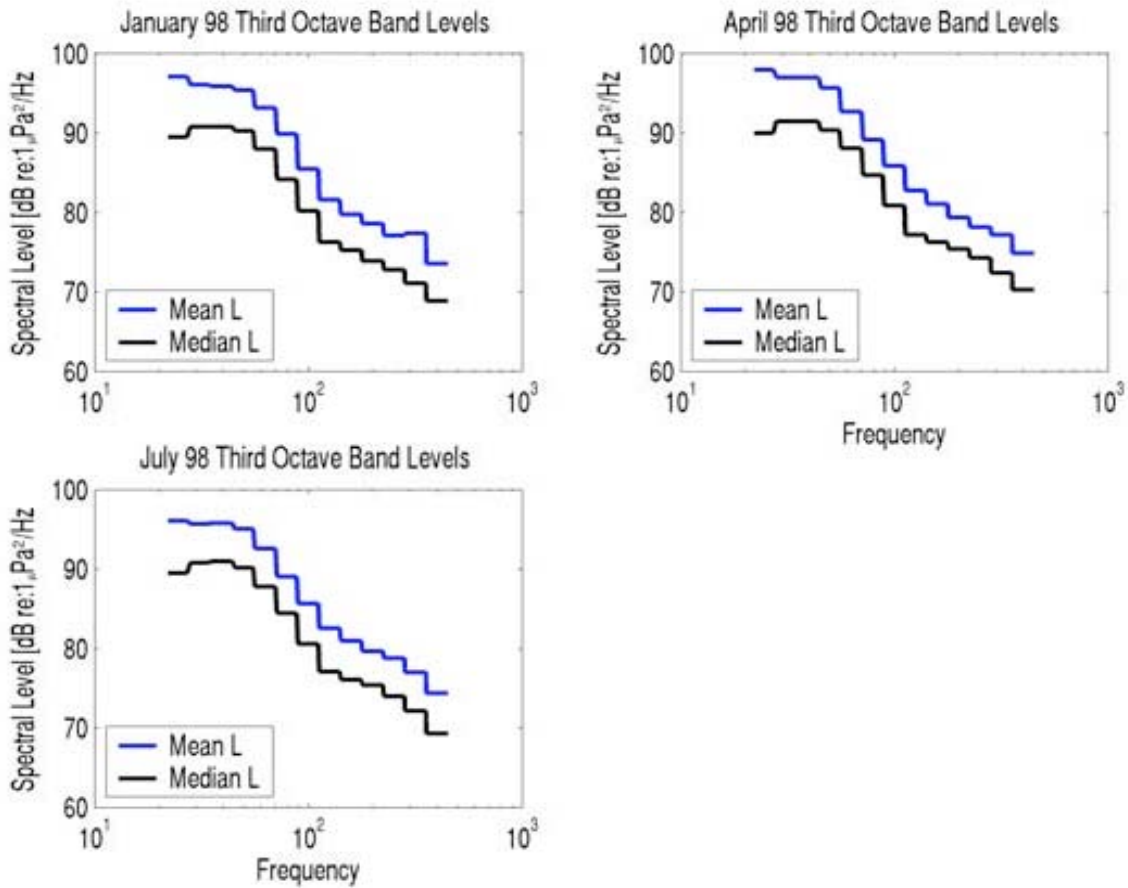 January 98 Third Octave Band Levels
Spectral Level [dB re:1µPa²/Hz
100
90
80
70
60
Mean L
Median L
10¹
10²
10³
April 98 Third Octave Band Levels
Spectral Level [dB re:1µPa²/Hz
100
90
80
70
60
Mean L
Median L
10¹
10²
10³
Frequency
July 98 Third Octave Band Levels
Spectral Level [dB re:1µPa²/Hz
100
90
80
70
60
Mean L
Median L
10¹
10²
10³
Frequency